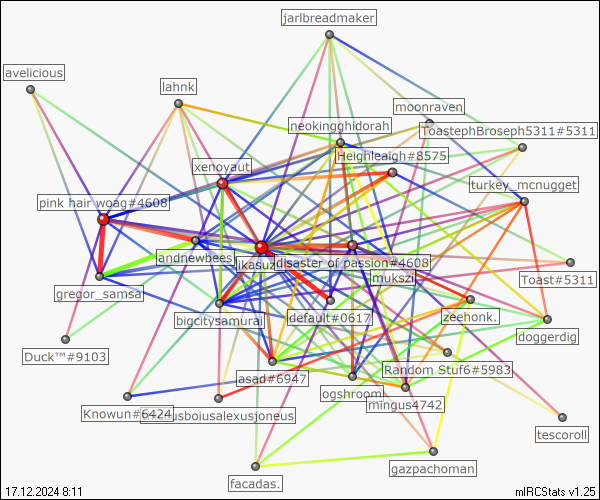 jarlbreadmaker
avelicious
lahnk
moonraven
neokingghidorah
ToastephBroseph5311#5311
Heighleaigh#8575
xenoyaut
turkey_mcnugget
pink hair woag#4608
andnewbees
disaster of passion#4608
mukszi
Toast#5311
gregor_samsa
bigcitysamurai
default#0617
zeehonk.
doggerdig
Duck™#9103
asad#6947
Random Stuf6#5983
ogshroom
mingus4742
Knowun#6424
tescoroll
facadas.
gazpachoman
17.12.2024 8:11
mIRCStats v1.25